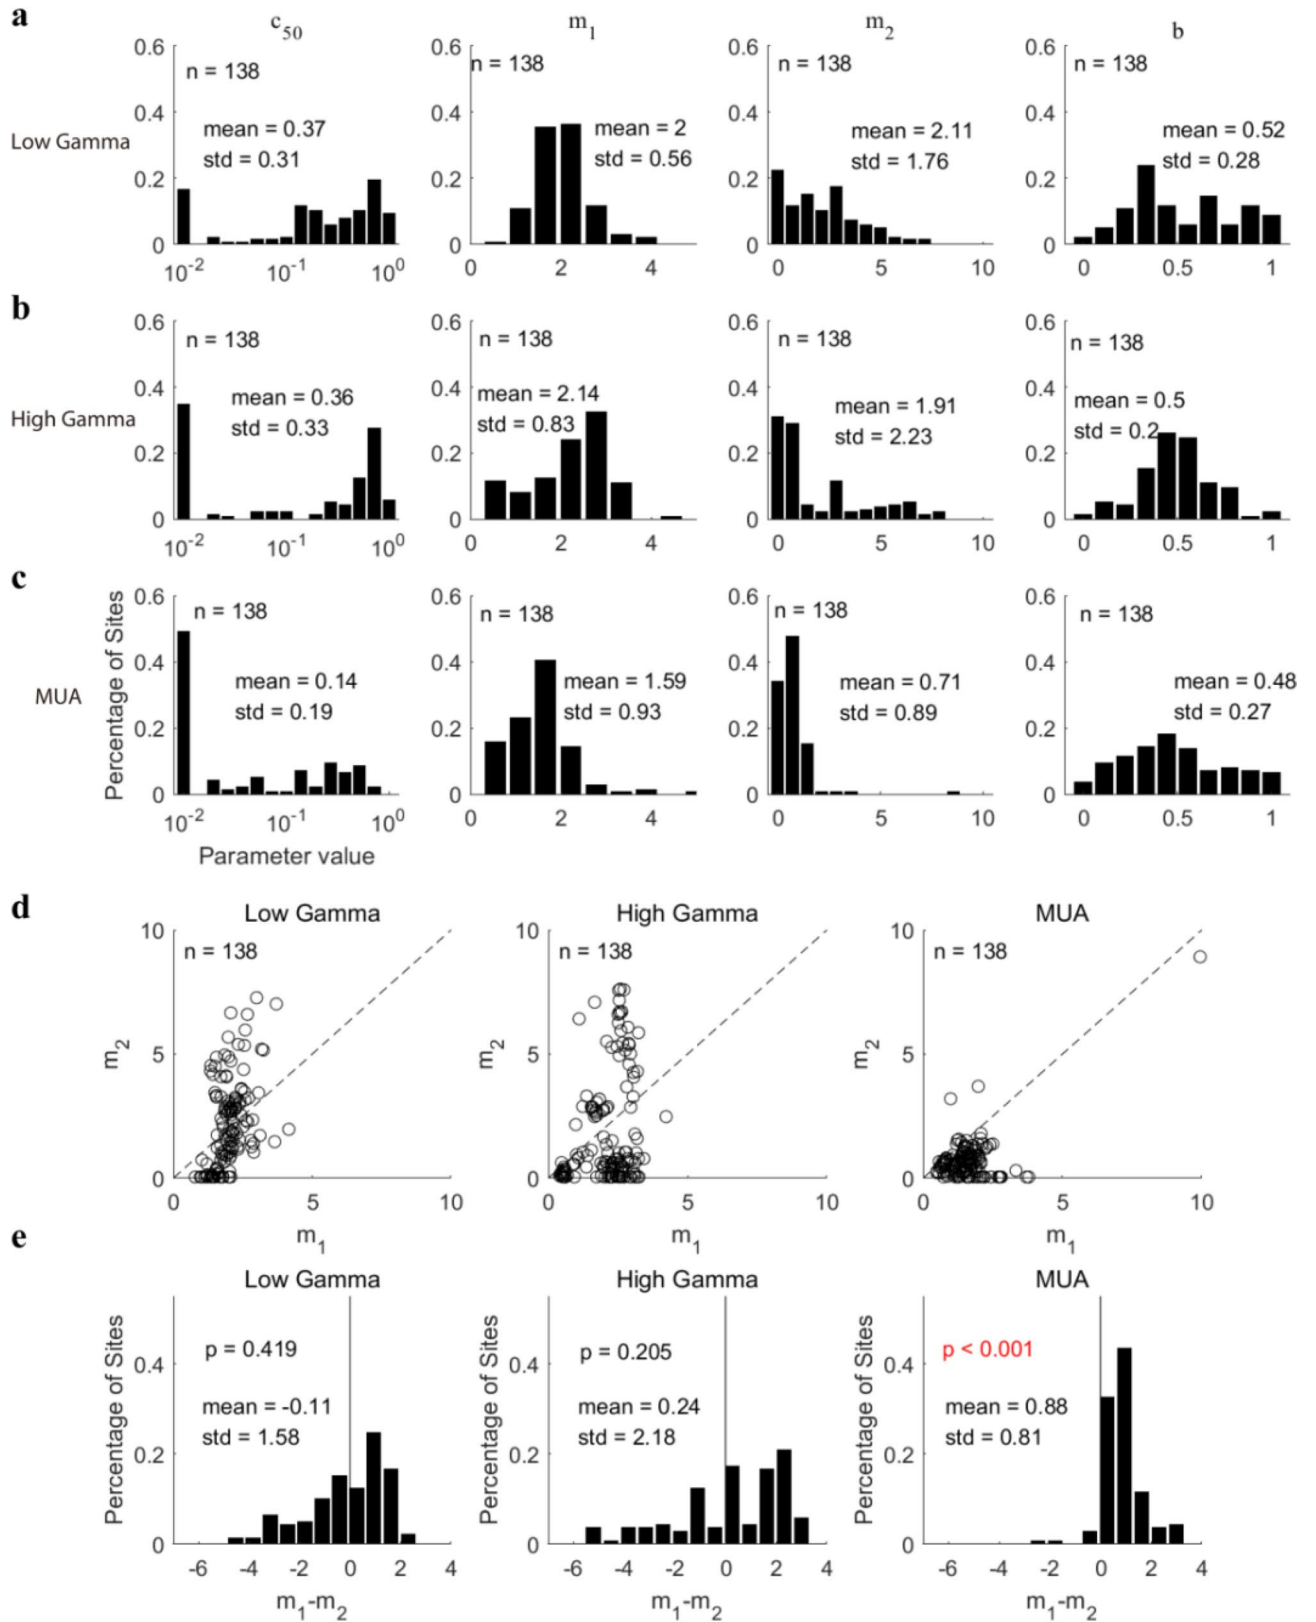 a
c50
m1
m2
b
Low Gamma
0.6
0.4
0.2
0
n = 138
mean = 0.37
std = 0.31
10-2
10-1
100
0.6
0.4
0.2
0
n = 138
mean = 2
std = 0.56
0
2
4
0.6
0.4
0.2
0
n = 138
mean = 2.11
std = 1.76
0
5
10
0.6
0.4
0.2
0
n = 138
mean = 0.52
std = 0.28
0
0.5
1
b
High Gamma
0.6
0.4
0.2
0
n = 138
mean = 0.36
std = 0.33
10-2
10-1
100
0.6
0.4
0.2
0
n = 138
mean = 2.14
std = 0.83
0
2
4
0.6
0.4
0.2
0
n = 138
mean = 1.91
std = 2.23
0
5
10
0.6
0.4
0.2
0
n = 138
mean = 0.5
std = 0.2
0
0.5
1
c
MUA
Percentage of Sites
0.6
0.4
0.2
0
n = 138
mean = 0.14
std = 0.19
10-2
10-1
100
Parameter value
0.6
0.4
0.2
0
n = 138
mean = 1.59
std = 0.93
0
2
4
0.6
0.4
0.2
0
n = 138
mean = 0.71
std = 0.89
0
5
10
0.6
0.4
0.2
0
n = 138
mean = 0.48
std = 0.27
0
0.5
1
d
Low Gamma
n = 138
m2
10
5
0
0
5
10
m1
High Gamma
n = 138
m2
10
5
0
0
5
10
m1
MUA
n = 138
m2
10
5
0
0
5
10
m1
e
Low Gamma
Percentage of Sites
0.4
0.2
0
p = 0.419
mean = -0.11
std = 1.58
-6
-4
-2
0
2
4
m1-m2
High Gamma
Percentage of Sites
0.4
0.2
0
p = 0.205
mean = 0.24
std = 2.18
-6
-4
-2
0
2
4
m1-m2
MUA
Percentage of Sites
0.4
0.2
0
p < 0.001
mean = 0.88
std = 0.81
-6
-4
-2
0
2
4
m1-m2